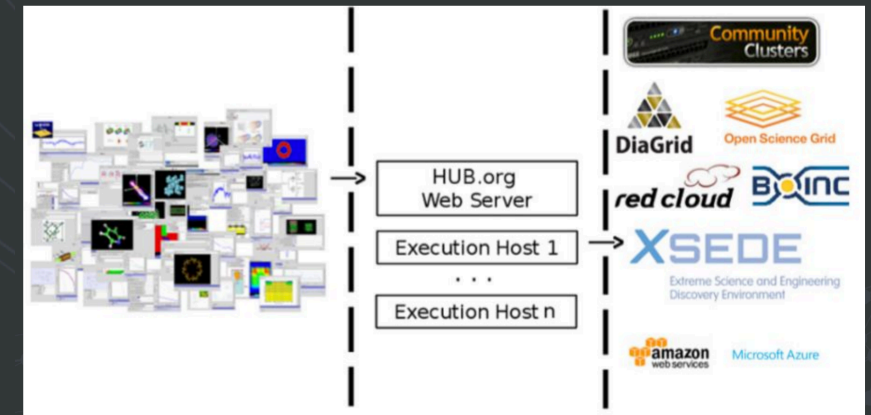 HUB.org
Web Server
Execution Host 1
. . .
Execution Host n
Community
Clusters
DiaGrid
Open Science Grid
red cloud
BOINC
XSEDE
Extreme Science and Engineering
Discovery Environment
amazon
web services
Microsoft Azure